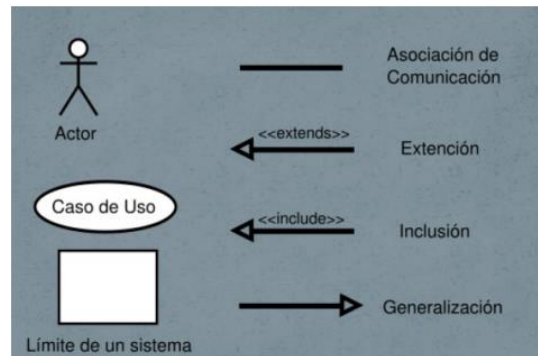 Asociación de
Comunicación
Actor
<<extends>>
Extención
Caso de Uso
<<include>>
Inclusión
Generalización
Límite de un sistema